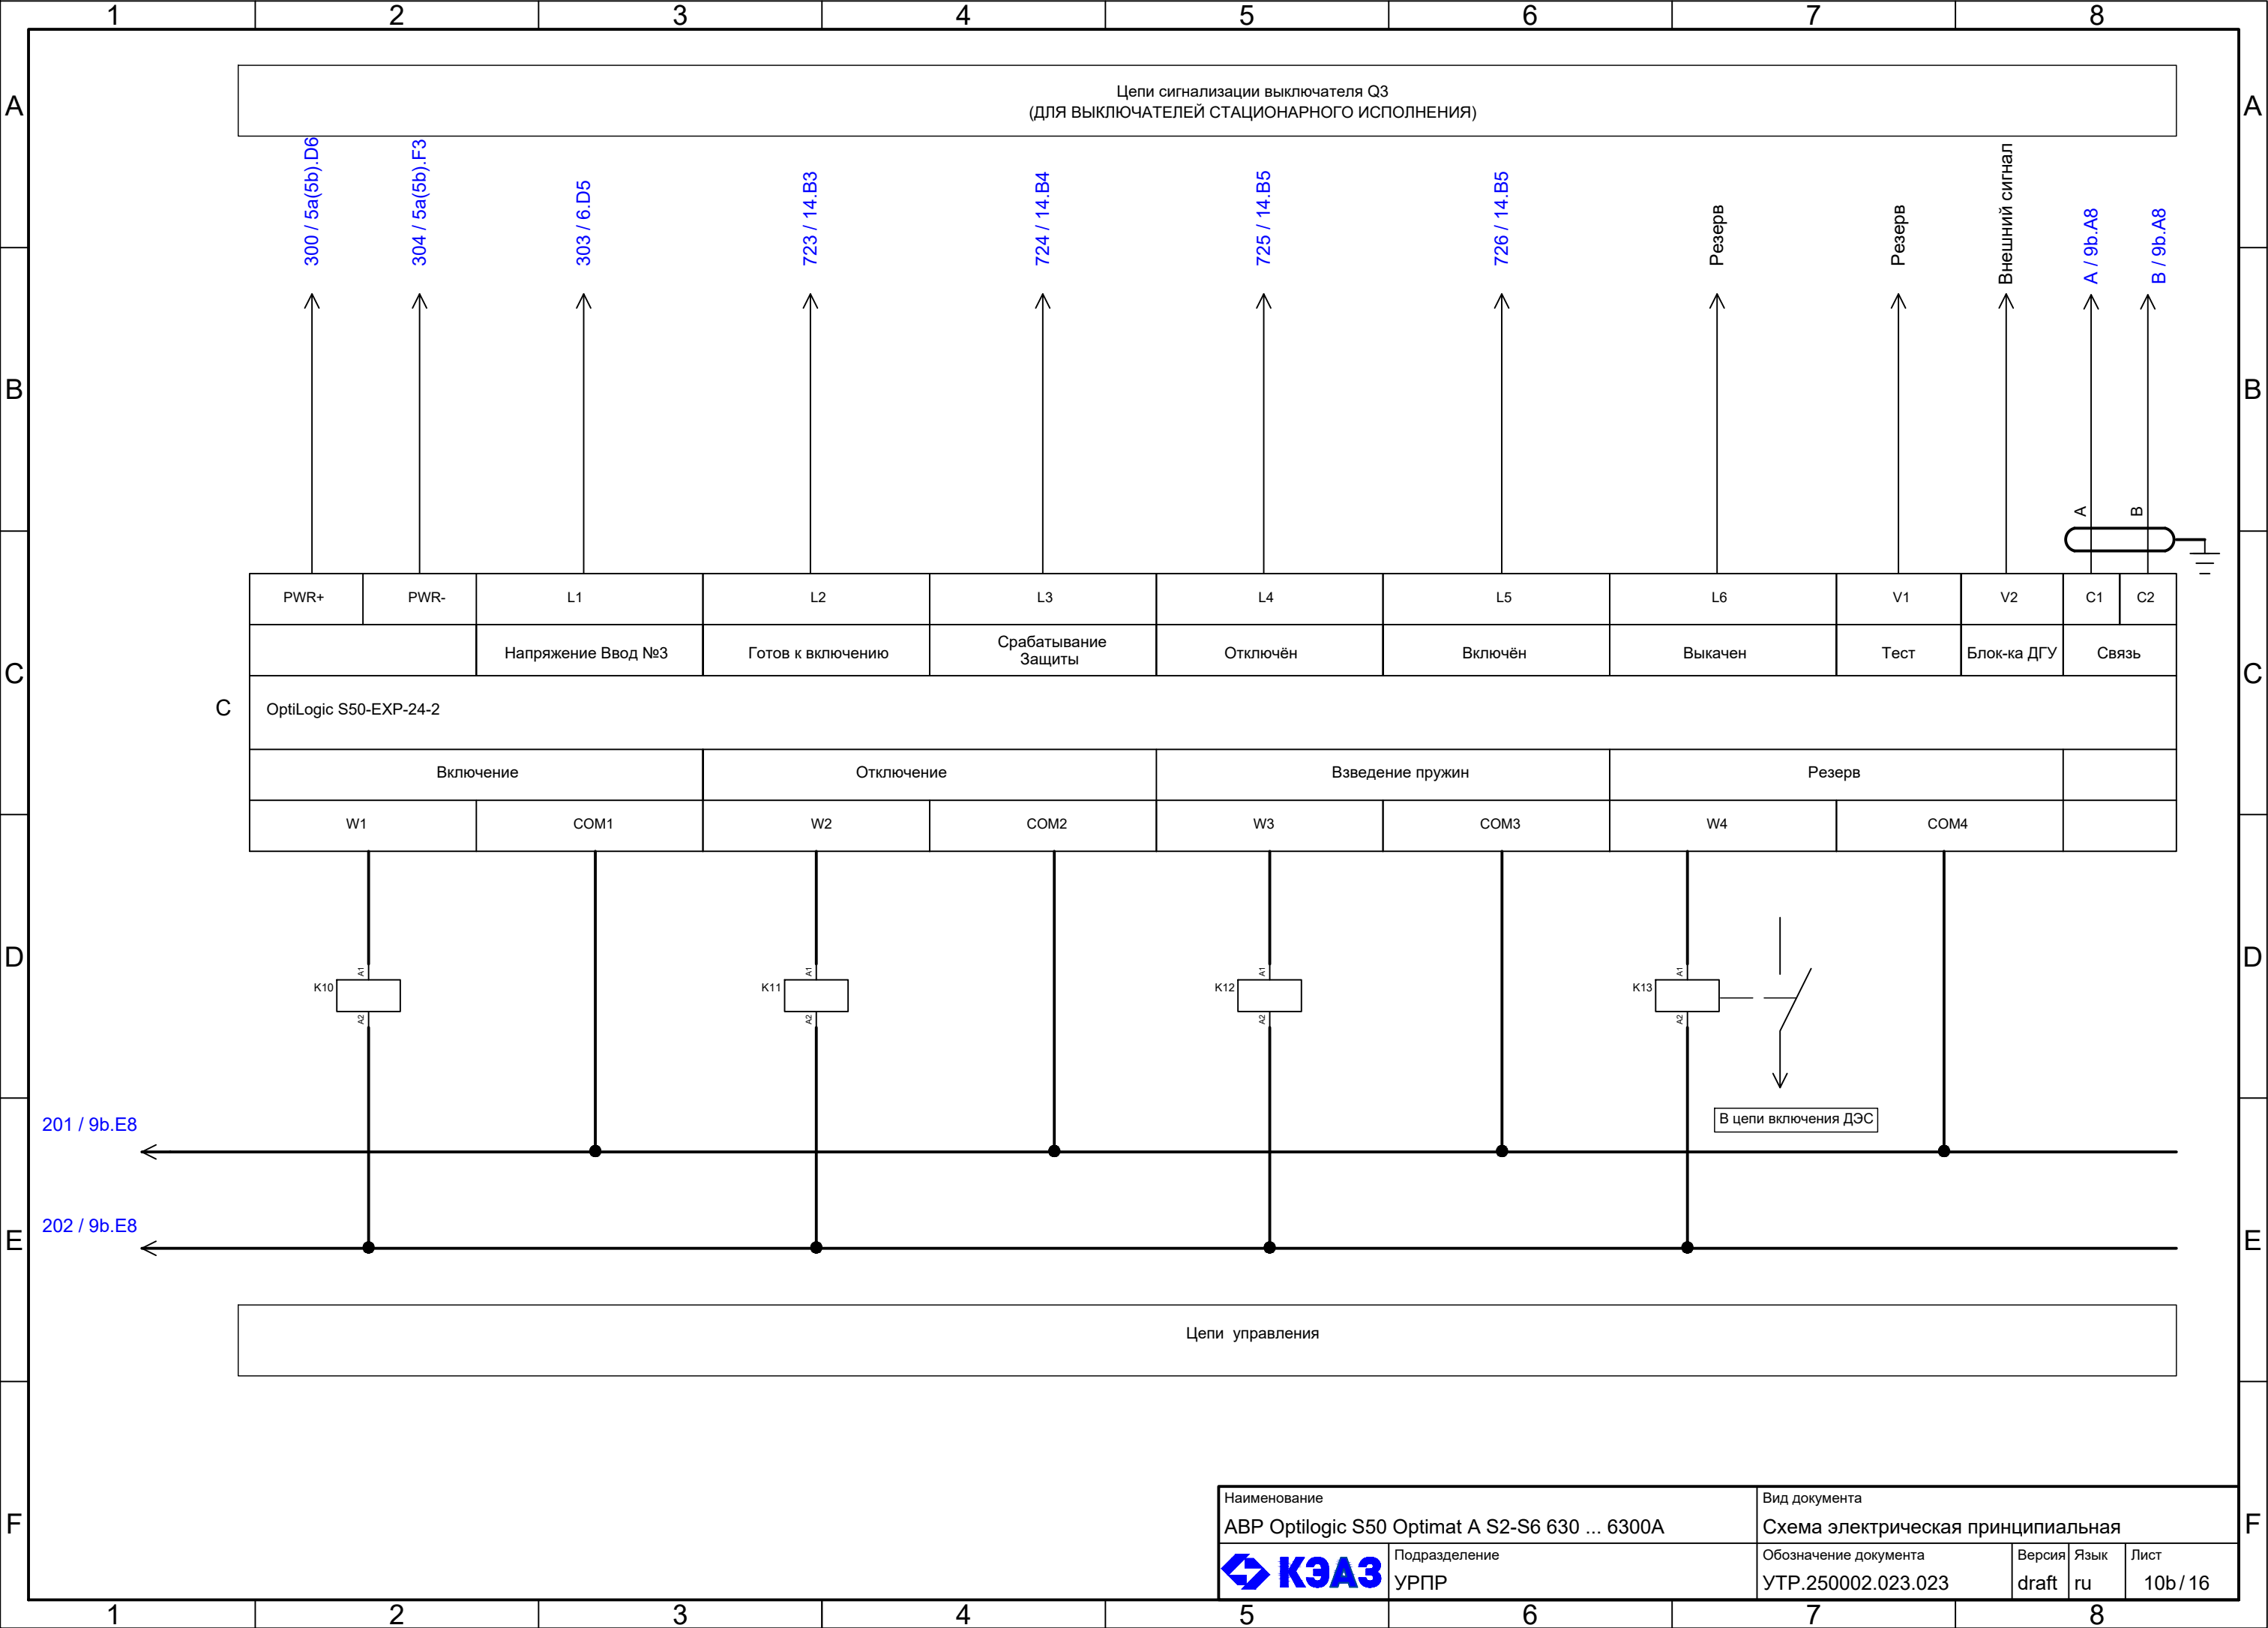 1 2 3 4 5 6 7 8
Цепи сигнализации выключателя Q3
(ДЛЯ ВЫКЛЮЧАТЕЛЕЙ СТАЦИОНАРНОГО ИСПОЛНЕНИЯ)
A A
300 / 5a(5b).D6
304 / 5a(5b).F3
303 / 6.D5
723 / 14.B3
724 / 14.B4
725 / 14.B5
726 / 14.B5
Резерв
Резерв
Внешний сигнал
A / 9b.A8
B / 9b.A8
B B
A B
PWR+ PWR- L1 L2 L3 L4 L5 L6 V1 V2 C1 C2
Напряжение Ввод №3
Готов к включению
Срабатывание
Защиты
Отключён
Включён
Выкачен
Тест
Блок-ка ДГУ
Связь
C C
C OptiLogic S50-EXP-24-2
Включение Отключение Взведение пружин Резерв
W1 COM1 W2 COM2 W3 COM3 W4 COM4
D D
A1 A1 A1 A1
K10 K11 K12 K13
A2 A2 A2 A2
В цепи включения ДЭС
201 / 9b.E8
202 / 9b.E8
E E
Цепи управления
F F
Наименование
АВР Optilogic S50 Optimat A S2-S6 630 ... 6300A
Вид документа
Схема электрическая принципиальная
КЭАЗ
Подразделение
УРПР
Обозначение документа
УТР.250002.023.023
Версия
draft
Язык
ru
Лист
10b / 16
1 2 3 4 5 6 7 8